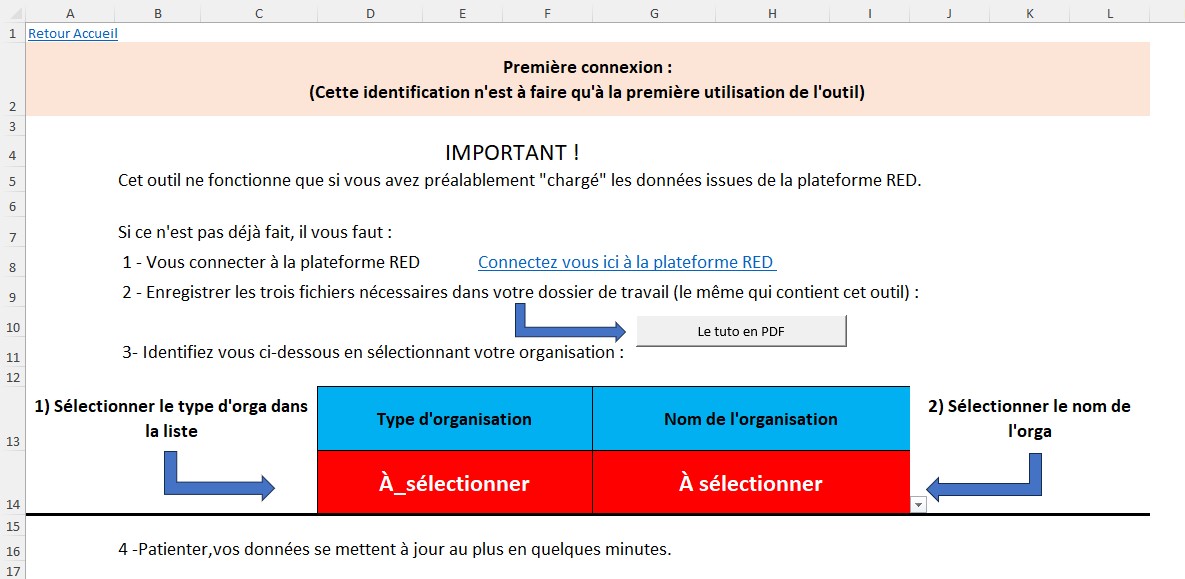 A B C D E F G H I J K L
1 Retour Accueil
Première connexion :
2 (Cette identification n'est à faire qu'à la première utilisation de l'outil)
3
4 IMPORTANT !
5 Cet outil ne fonctionne que si vous avez préalablement "chargé" les données issues de la plateforme RED.
6
7 Si ce n'est pas déjà fait, il vous faut :
8 1 - Vous connecter à la plateforme RED Connectez vous ici à la plateforme RED
9 2 - Enregistrer les trois fichiers nécessaires dans votre dossier de travail (le même qui contient cet outil) :
10 Le tuto en PDF
11 3- Identifiez vous ci-dessous en sélectionnant votre organisation :
12
1) Sélectionner le type d'orga dans
la liste
Type d'organisation
Nom de l'organisation
2) Sélectionner le nom de
l'orga
13
14 À_sélectionner À sélectionner
15
16 4 -Patienter,vos données se mettent à jour au plus en quelques minutes.
17